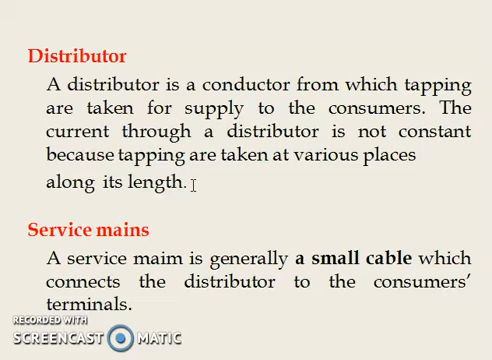 Distributor
A distributor is a conductor from which tapping
are taken for supply to the consumers. The
current through a distributor is not constant
because tapping are taken at various places
along its length.
Service mains
A service maim is generally a small cable which
connects the distributor to the consumers’
terminals.
RECORDED WITH
SCREENCAST MATIC